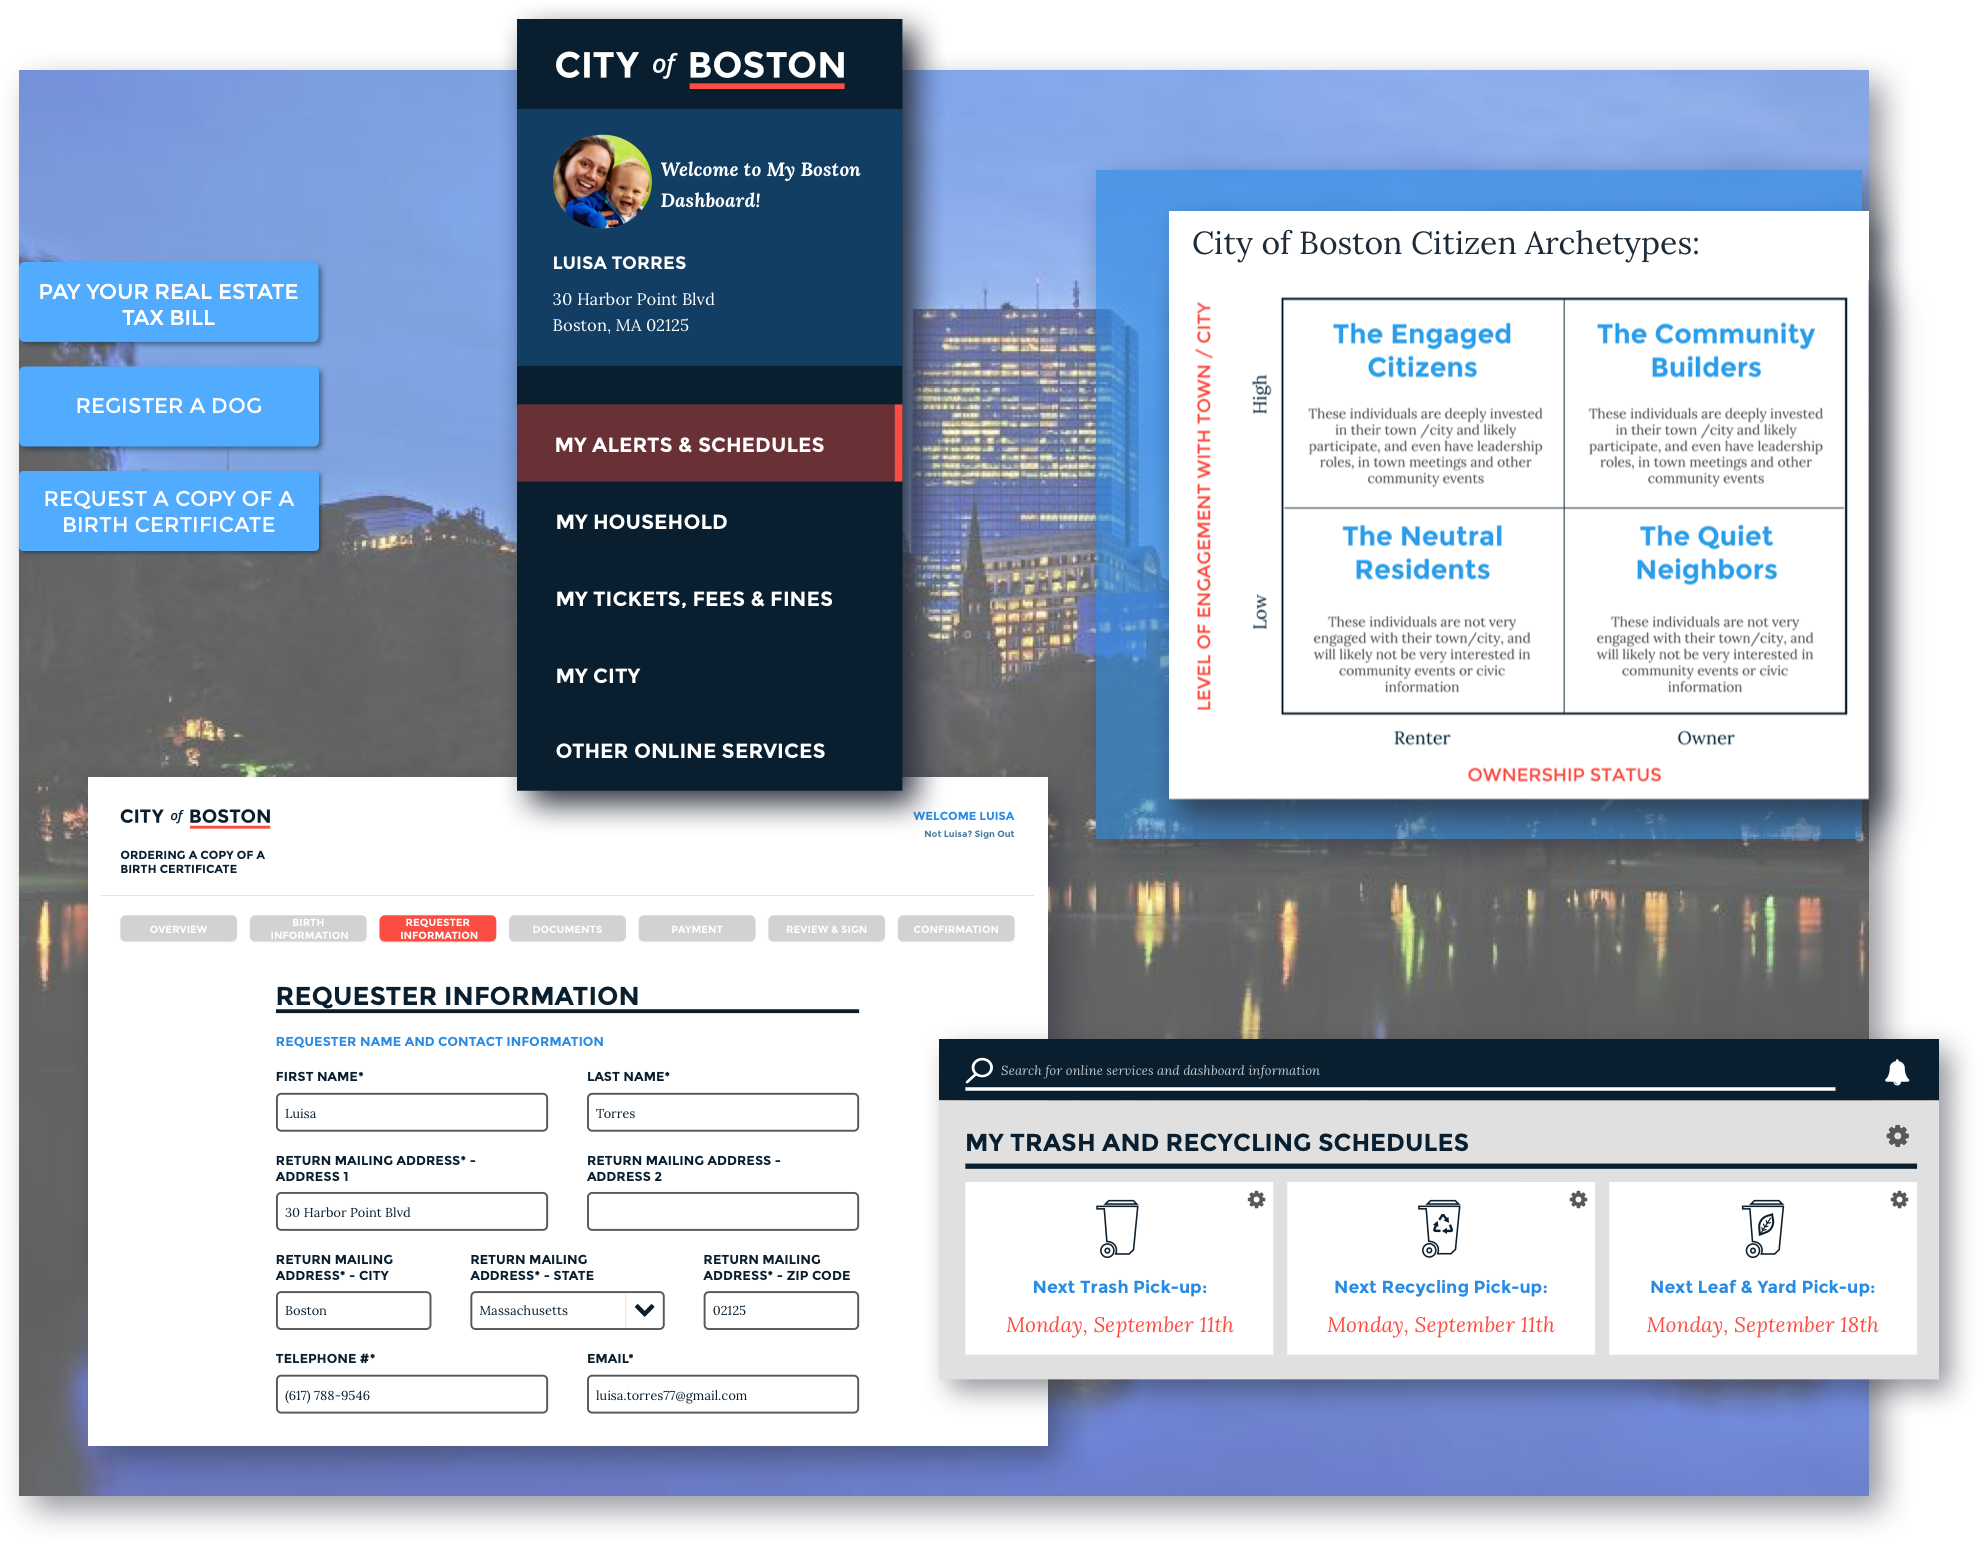 CITY of BOSTON
Welcome to My Boston
Dashboard!
LUISA TORRES
30 Harbor Point Blvd
Boston, MA 02125
MY ALERTS & SCHEDULES
MY HOUSEHOLD
MY TICKETS, FEES & FINES
MY CITY
OTHER ONLINE SERVICES
PAY YOUR REAL ESTATE
TAX BILL
REGISTER A DOG
REQUEST A COPY OF A
BIRTH CERTIFICATE
City of Boston Citizen Archetypes:
LEVEL OF ENGAGEMENT WITH TOWN / CITY
High
The Engaged
Citizens
These individuals are deeply invested
in their town /city and likely
participate, and even have leadership
roles, in town meetings and other
community events
The Community
Builders
These individuals are deeply invested
in their town /city and likely
participate, and even have leadership
roles, in town meetings and other
community events
Low
The Neutral
Residents
These individuals are not very
engaged with their town/city, and
will likely not be very interested in
community events or civic
information
The Quiet
Neighbors
These individuals are not very
engaged with their town/city, and
will likely not be very interested in
community events or civic
information
Renter
Owner
OWNERSHIP STATUS
CITY of BOSTON
WELCOME LUISA
Not Luisa? Sign Out
ORDERING A COPY OF A
BIRTH CERTIFICATE
OVERVIEW
BIRTH
INFORMATION
REQUESTER
INFORMATION
DOCUMENTS
PAYMENT
REVIEW & SIGN
CONFIRMATION
REQUESTER INFORMATION
REQUESTER NAME AND CONTACT INFORMATION
FIRST NAME*
Luisa
LAST NAME*
Torres
RETURN MAILING ADDRESS* -
ADDRESS 1
30 Harbor Point Blvd
RETURN MAILING ADDRESS -
ADDRESS 2
RETURN MAILING
ADDRESS* - CITY
Boston
RETURN MAILING
ADDRESS* - STATE
Massachusetts
RETURN MAILING
ADDRESS* - ZIP CODE
02125
TELEPHONE #*
(617) 788-9546
EMAIL*
luisa.torres77@gmail.com
Search for online services and dashboard information
MY TRASH AND RECYCLING SCHEDULES
Next Trash Pick-up:
Monday, September 11th
Next Recycling Pick-up:
Monday, September 11th
Next Leaf & Yard Pick-up:
Monday, September 18th